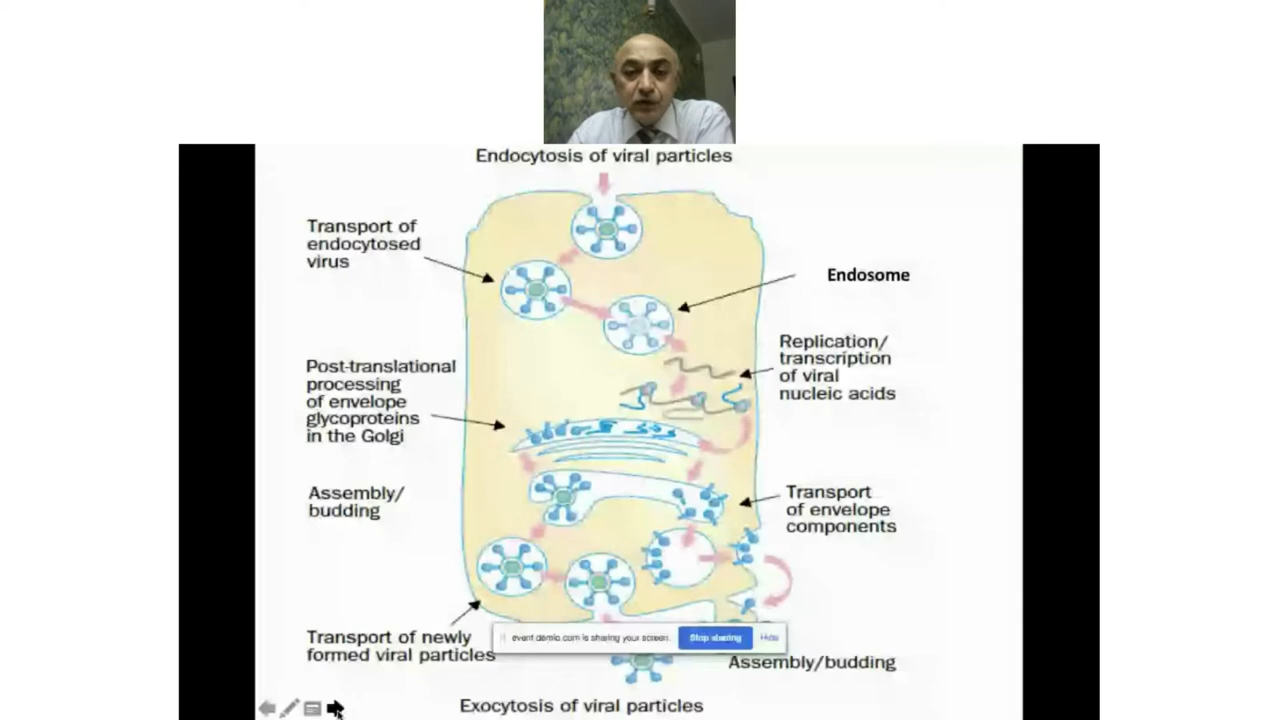 Endocytosis of viral particles
Transport of
endocytosed
virus
Endosome
Replication/
transcription
of viral
nucleic acids
Post-translational
processing
of envelope
glycoproteins
in the Golgi
Assembly/
budding
Transport
of envelope
components
Transport of newly
formed viral particles
event.demio.com is sharing your screen.
Stop sharing
Hide
Assembly/budding
Exocytosis of viral particles